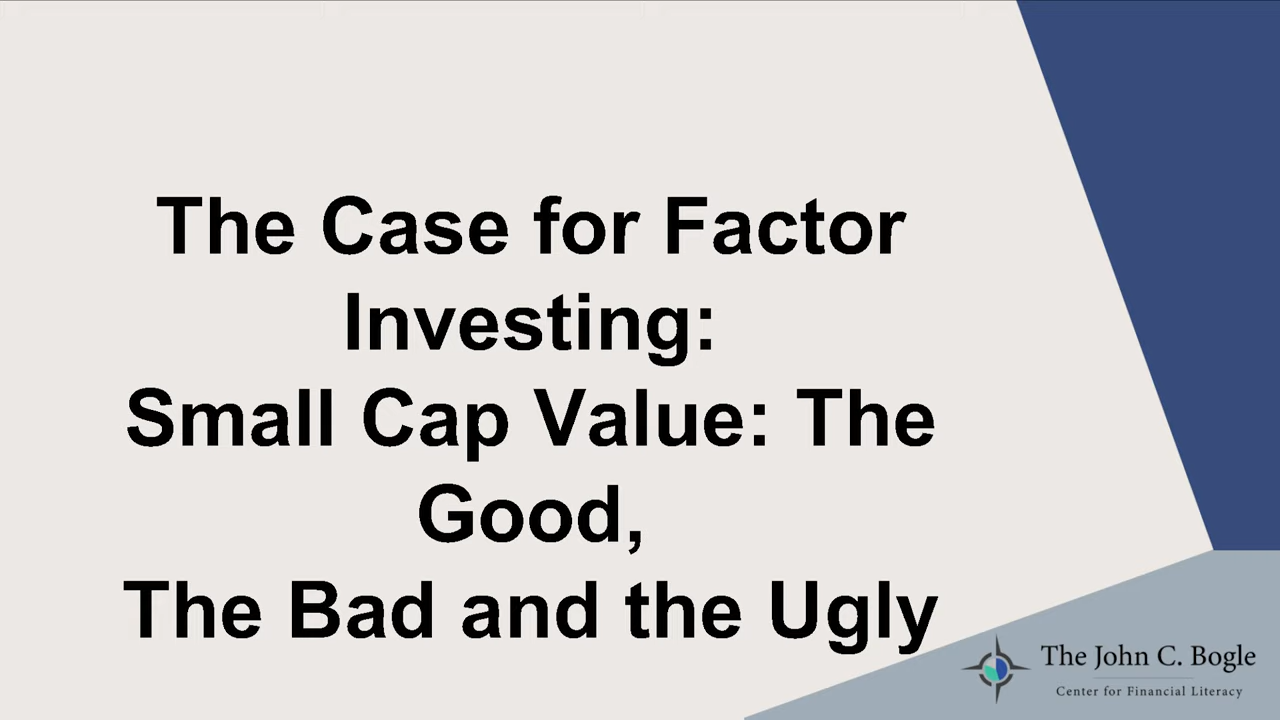 The Case for Factor
Investing:
Small Cap Value: The
Good,
The Bad and the Ugly
The John C. Bogle
Center for Financial Literacy